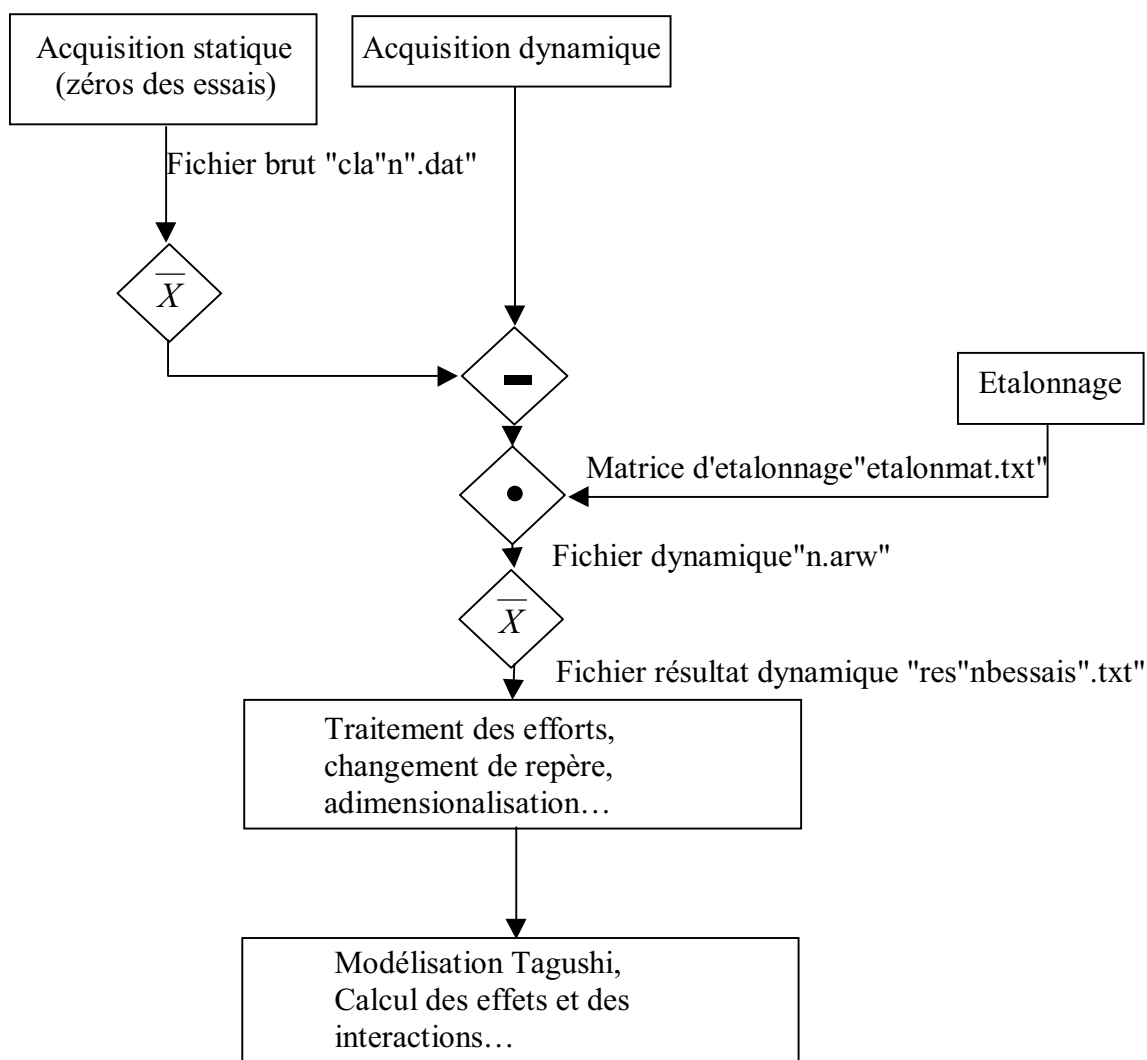 Acquisition statique
(zéros des essais)
Acquisition dynamique
Fichier brut "cla"n".dat"
X
Etalonnage
Matrice d'etalonnage"etalonmat.txt"
Fichier dynamique"n.arw"
X
Fichier résultat dynamique "res"nbessais".txt"
Traitement des efforts,
changement de repère,
adimensionalisation…
Modélisation Tagushi,
Calcul des effets et des
interactions…